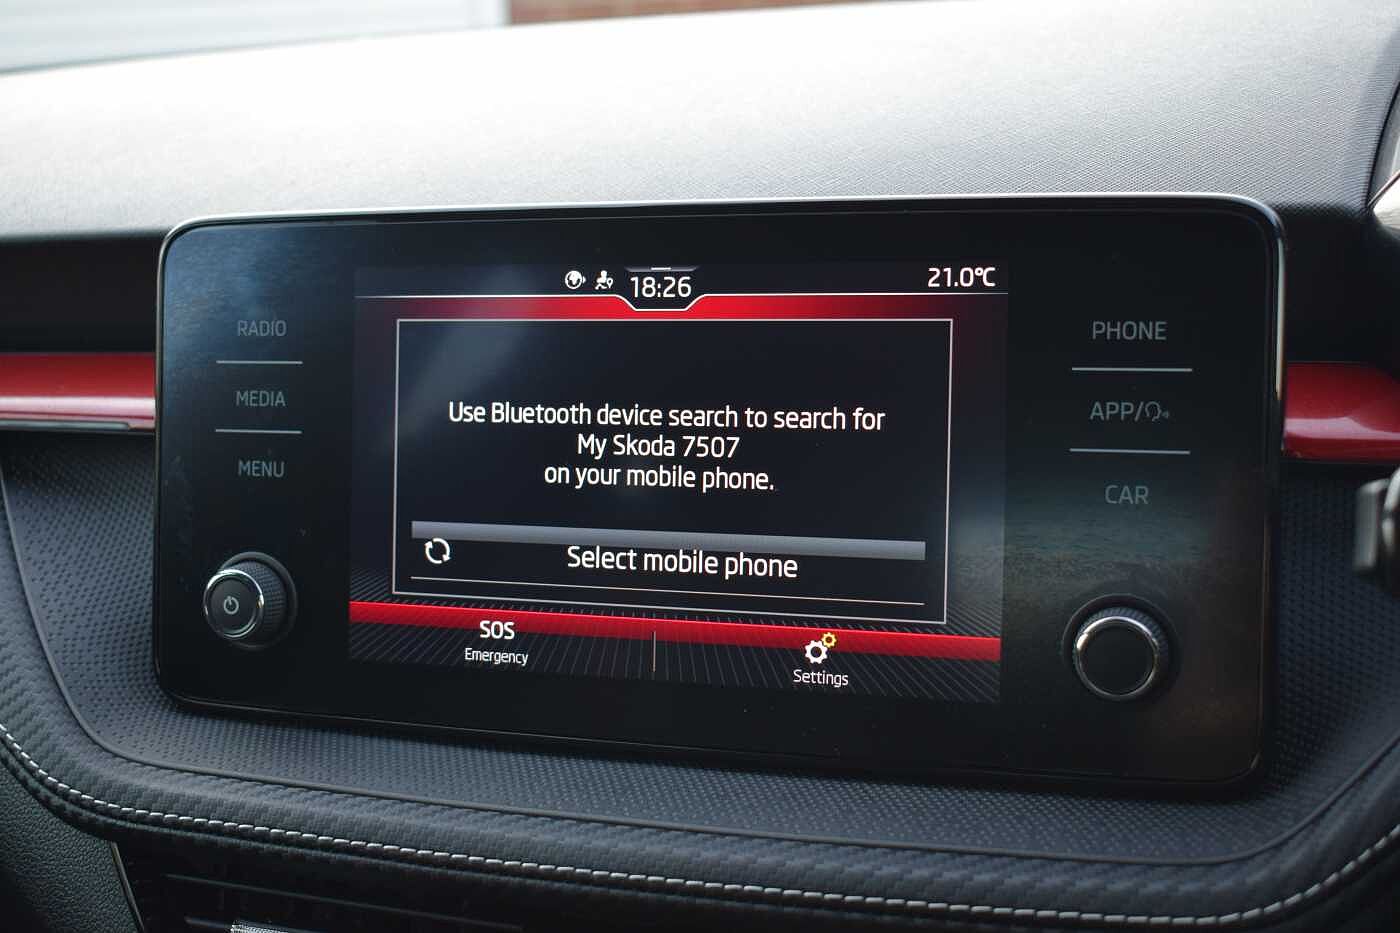 18:26
21.0°C
RADIO
MEDIA
MENU
Use Bluetooth device search to search for
My Skoda 7507
on your mobile phone.
Select mobile phone
SOS
Emergency
Settings
PHONE
APP/
CAR